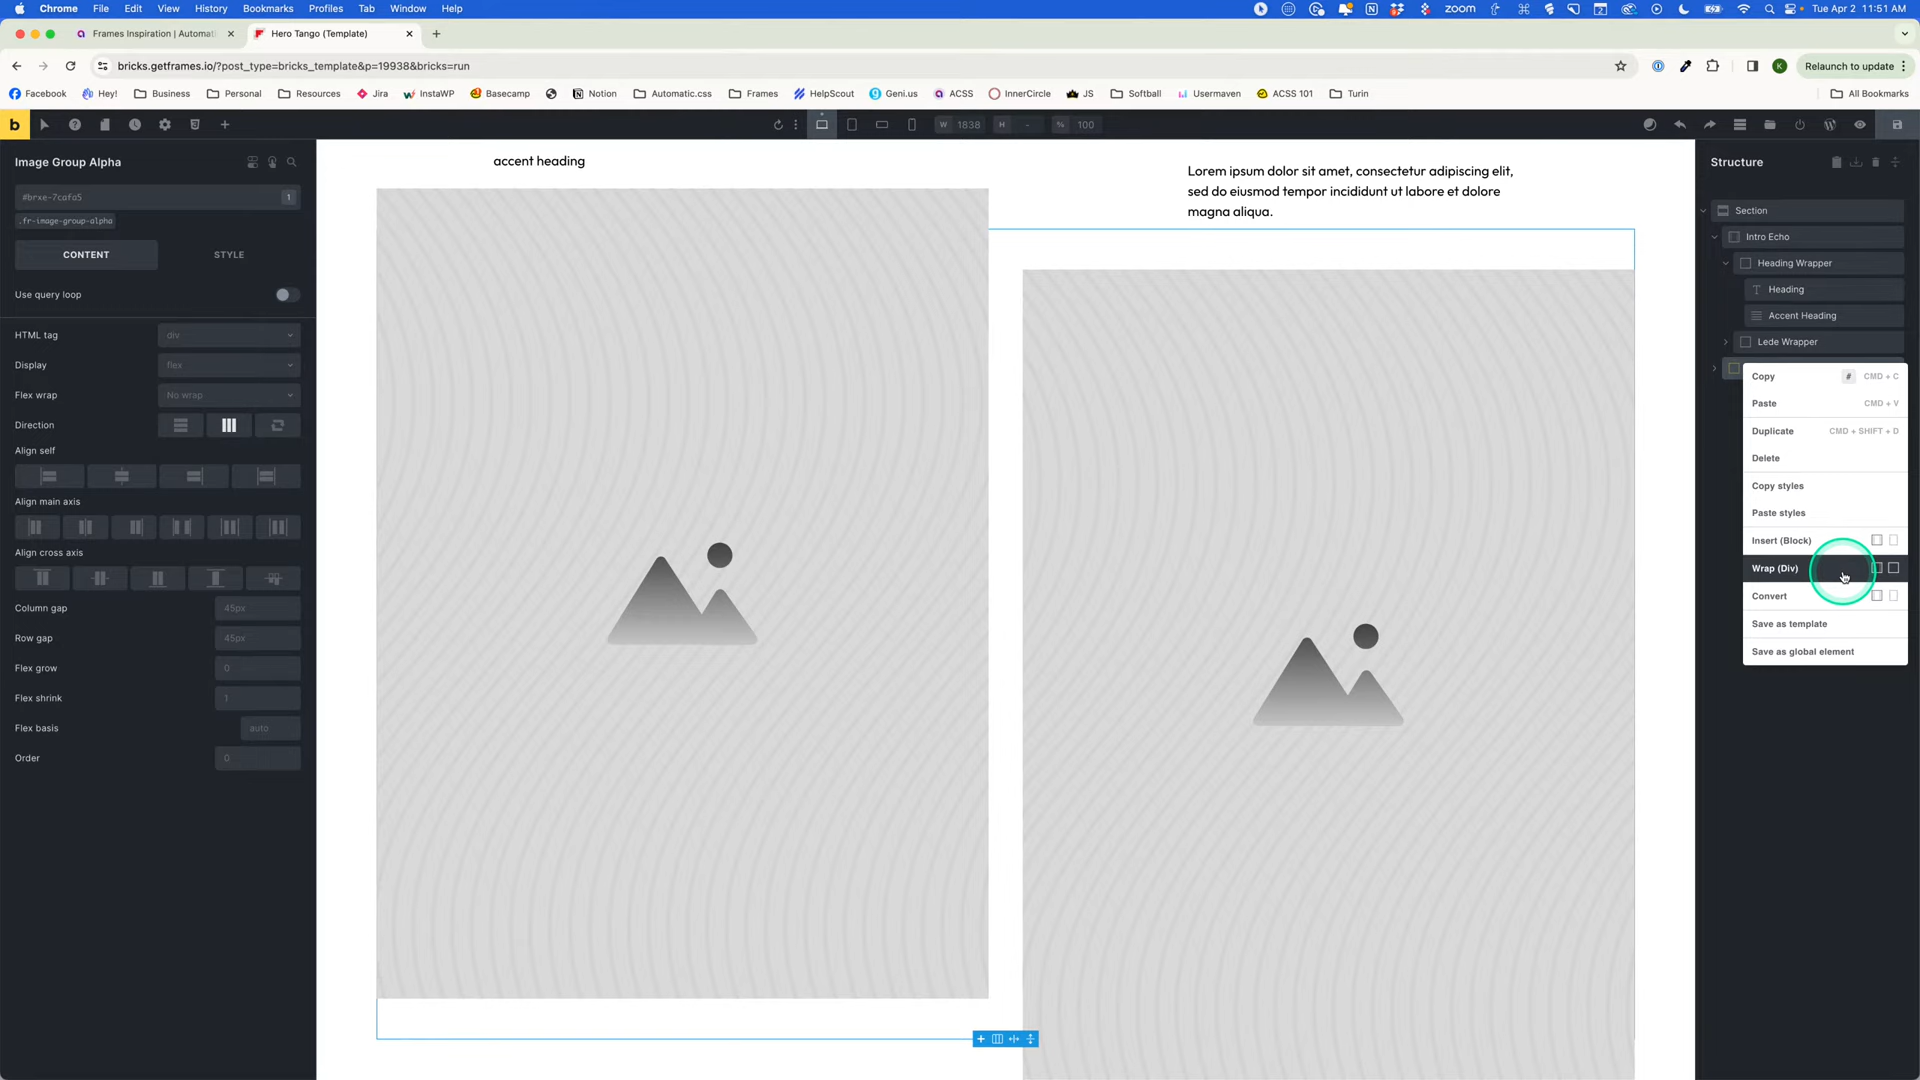 Chrome File Edit View History Bookmarks Profiles Tab Window Help zoom 2 Tue Apr 2 11:51 AM
Frames Inspiration | Automat Hero Tango (Template)
bricks.getframes.io/?post_type=bricks_template&p=19938&bricks=run K Relaunch to update
Facebook Hey! Business Personal Resources Jira InstaWP Basecamp Notion Automatic.css Frames HelpScout Geni.us ACSS InnerCircle JS Softball Usermaven ACSS 101 Turin All Bookmarks
b W 1838 H - % 100
Image Group Alpha
#brxe-7cafa5 1
.fr-image-group-alpha
CONTENT STYLE
Use query loop
HTML tag div
Display flex
Flex wrap No wrap
Direction
Align self
Align main axis
Align cross axis
Column gap 45px
Row gap 45px
Flex grow 0
Flex shrink 1
Flex basis auto
Order 0
accent heading
Lorem ipsum dolor sit amet, consectetur adipiscing elit,
sed do eiusmod tempor incididunt ut labore et dolore
magna aliqua.
Structure
Section
Intro Echo
Heading Wrapper
Heading
Accent Heading
Lede Wrapper
Copy # CMD + C
Paste CMD + V
Duplicate CMD + SHIFT + D
Delete
Copy styles
Paste styles
Insert (Block)
Wrap (Div)
Convert
Save as template
Save as global element